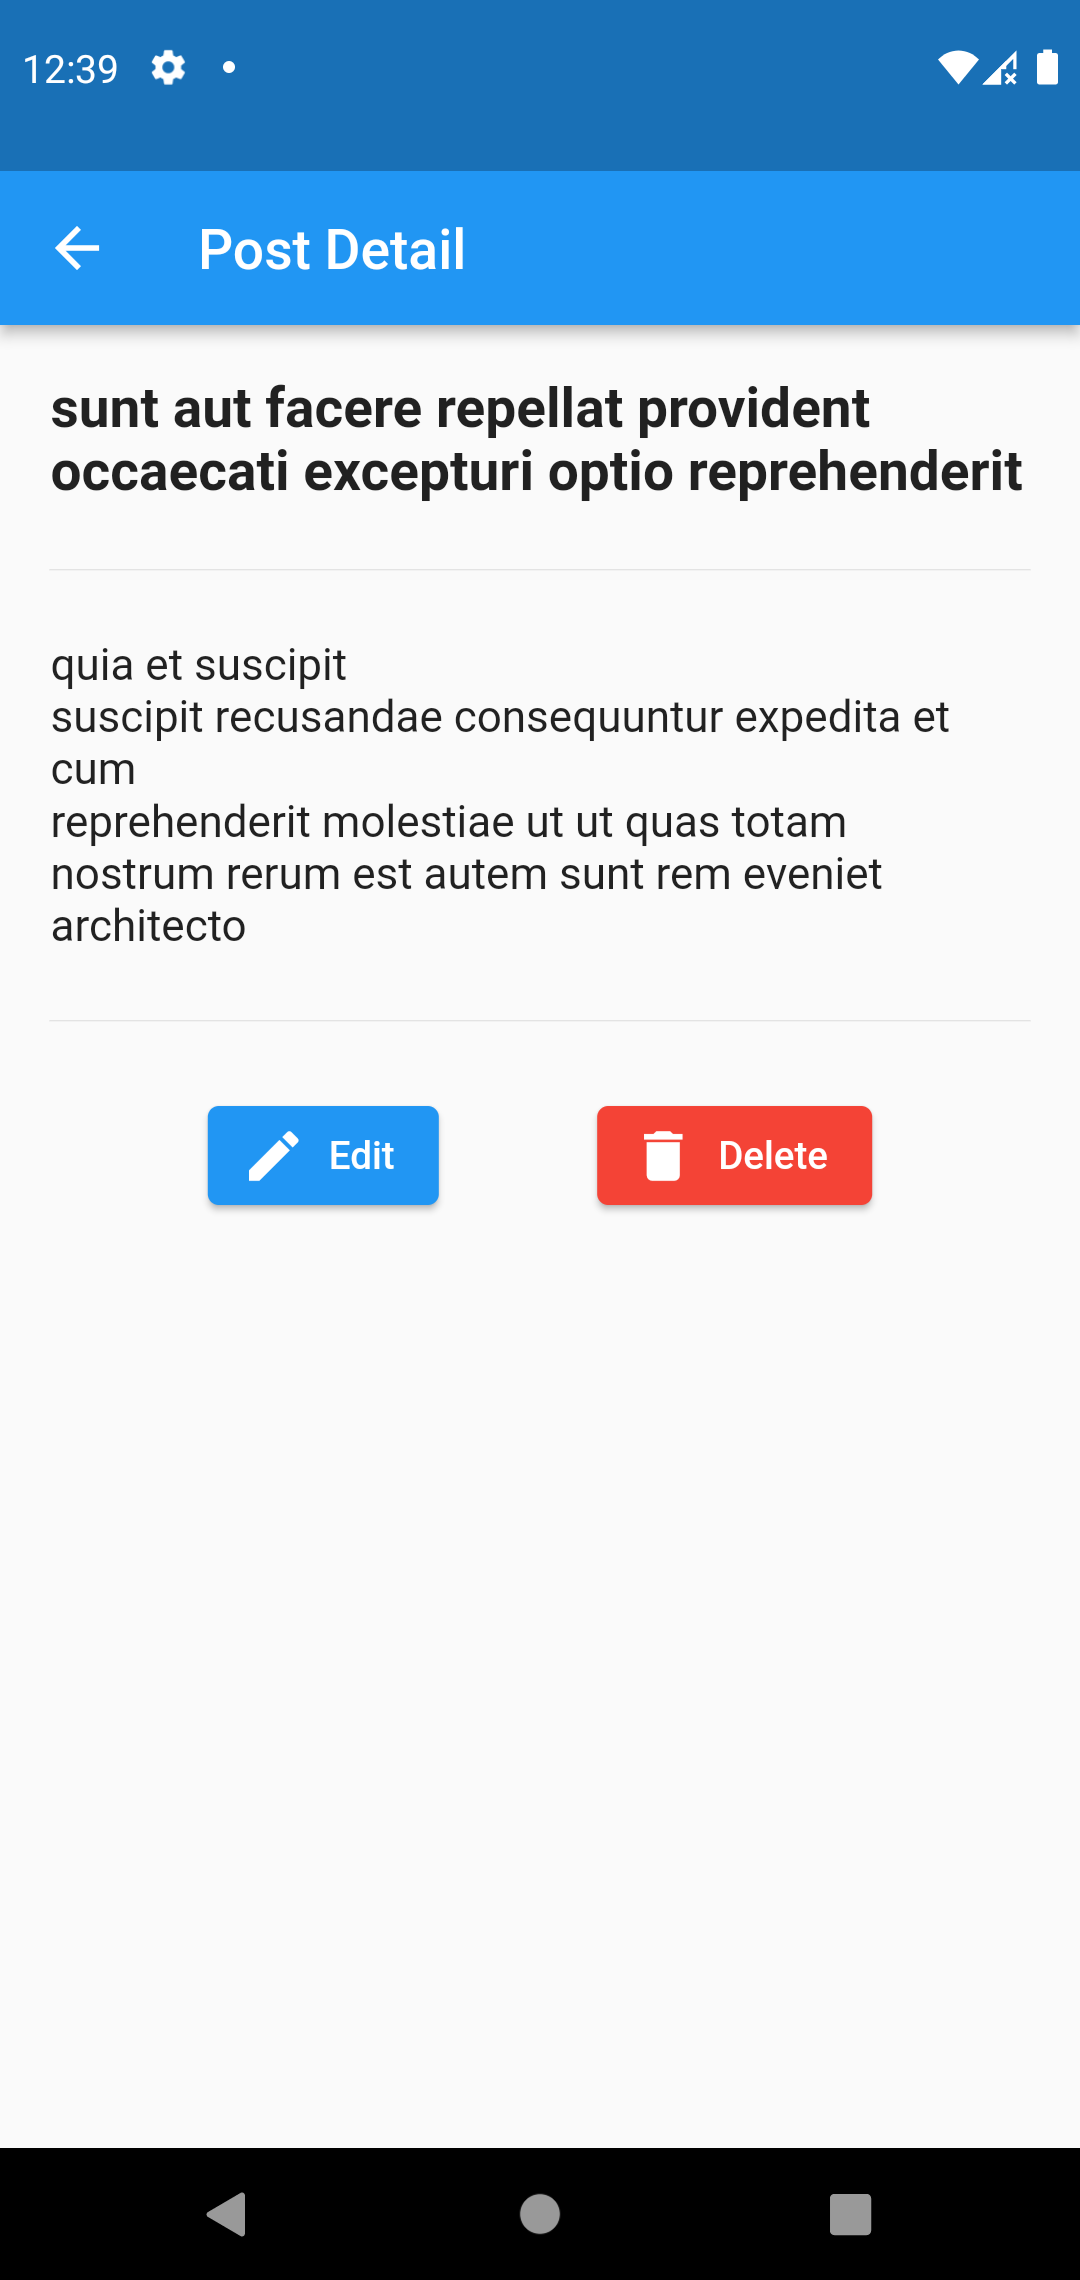 12:39
Post Detail
sunt aut facere repellat provident
occaecati excepturi optio reprehenderit
quia et suscipit
suscipit recusandae consequuntur expedita et
cum
reprehenderit molestiae ut ut quas totam
nostrum rerum est autem sunt rem eveniet
architecto
Edit
Delete